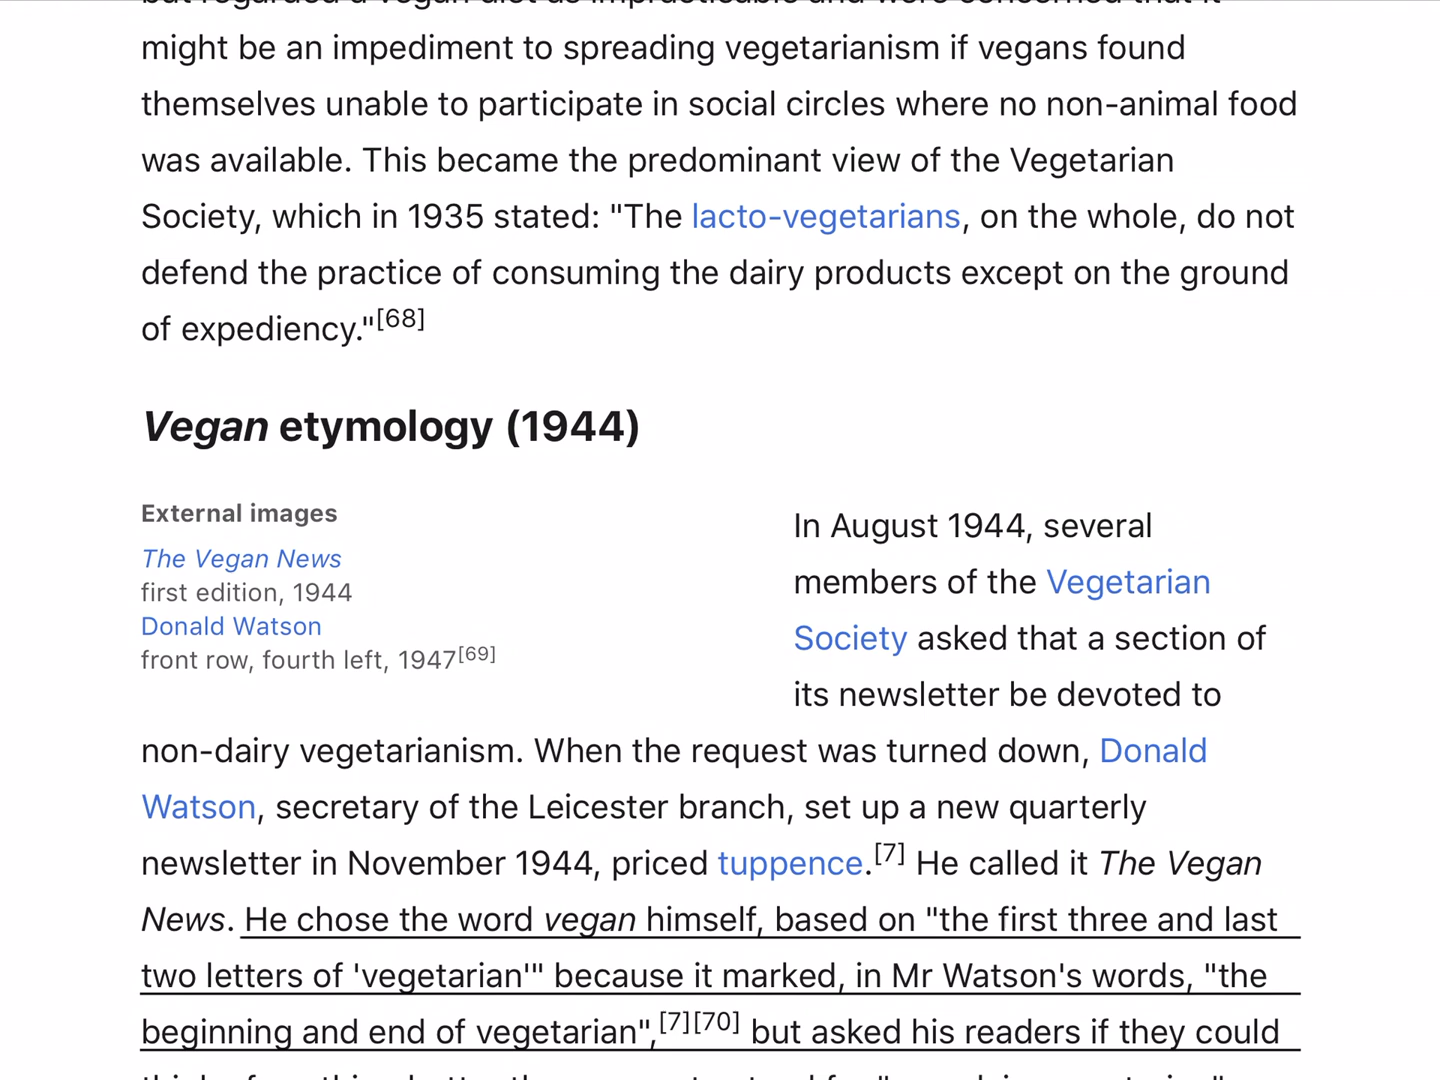 might be an impediment to spreading vegetarianism if vegans found
themselves unable to participate in social circles where no non-animal food
was available. This became the predominant view of the Vegetarian
Society, which in 1935 stated: "The lacto-vegetarians, on the whole, do not
defend the practice of consuming the dairy products except on the ground
of expediency."[68]
Vegan etymology (1944)
External images
The Vegan News
first edition, 1944
Donald Watson
front row, fourth left, 1947[69]
In August 1944, several
members of the Vegetarian
Society asked that a section of
its newsletter be devoted to
non-dairy vegetarianism. When the request was turned down, Donald
Watson, secretary of the Leicester branch, set up a new quarterly
newsletter in November 1944, priced tuppence.[7] He called it The Vegan
News. He chose the word vegan himself, based on "the first three and last
two letters of 'vegetarian'" because it marked, in Mr Watson's words, "the
beginning and end of vegetarian",[7][70] but asked his readers if they could